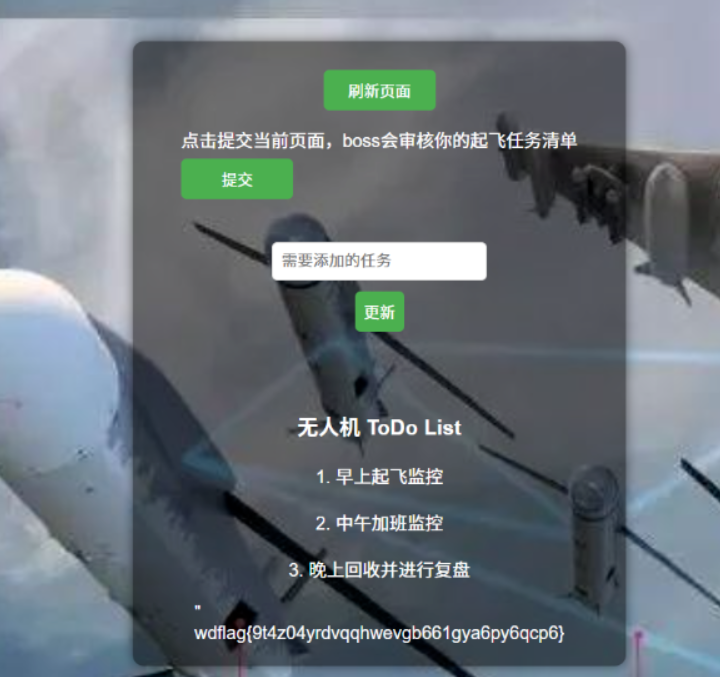 刷新页面
点击提交当前页面，boss会审核你的起飞任务清单
提交
需要添加的任务
更新
无人机 ToDo List
1. 早上起飞监控
2. 中午加班监控
3. 晚上回收并进行复盘
"
wdflag{9t4z04yrdvqqhwevgb661gya6py6qcp6}